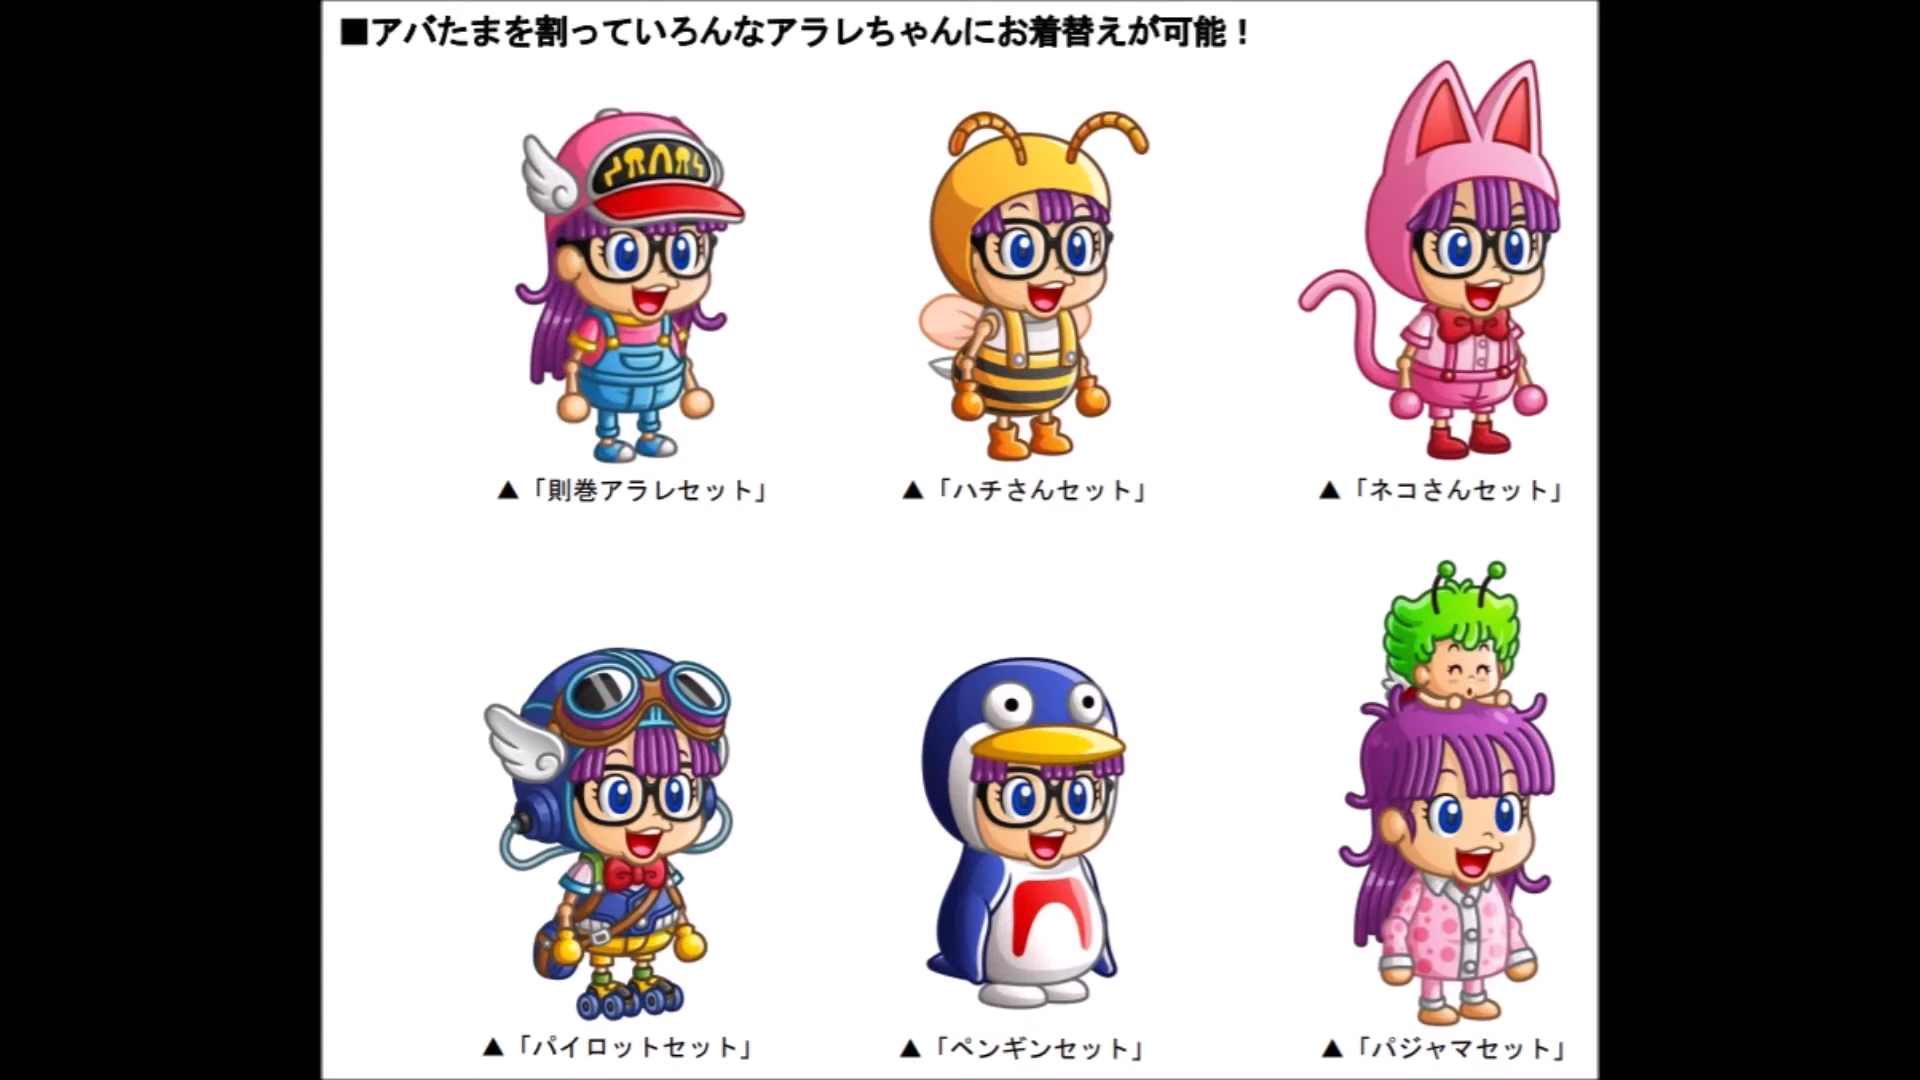 ■アバたまを割っていろんなアラレちゃんにお着替えが可能！
▲「則巻アラレセット」
▲「ハチさんセット」
▲「ネコさんセット」
▲「パイロットセット」
▲「ペンギンセット」
▲「パジャマセット」